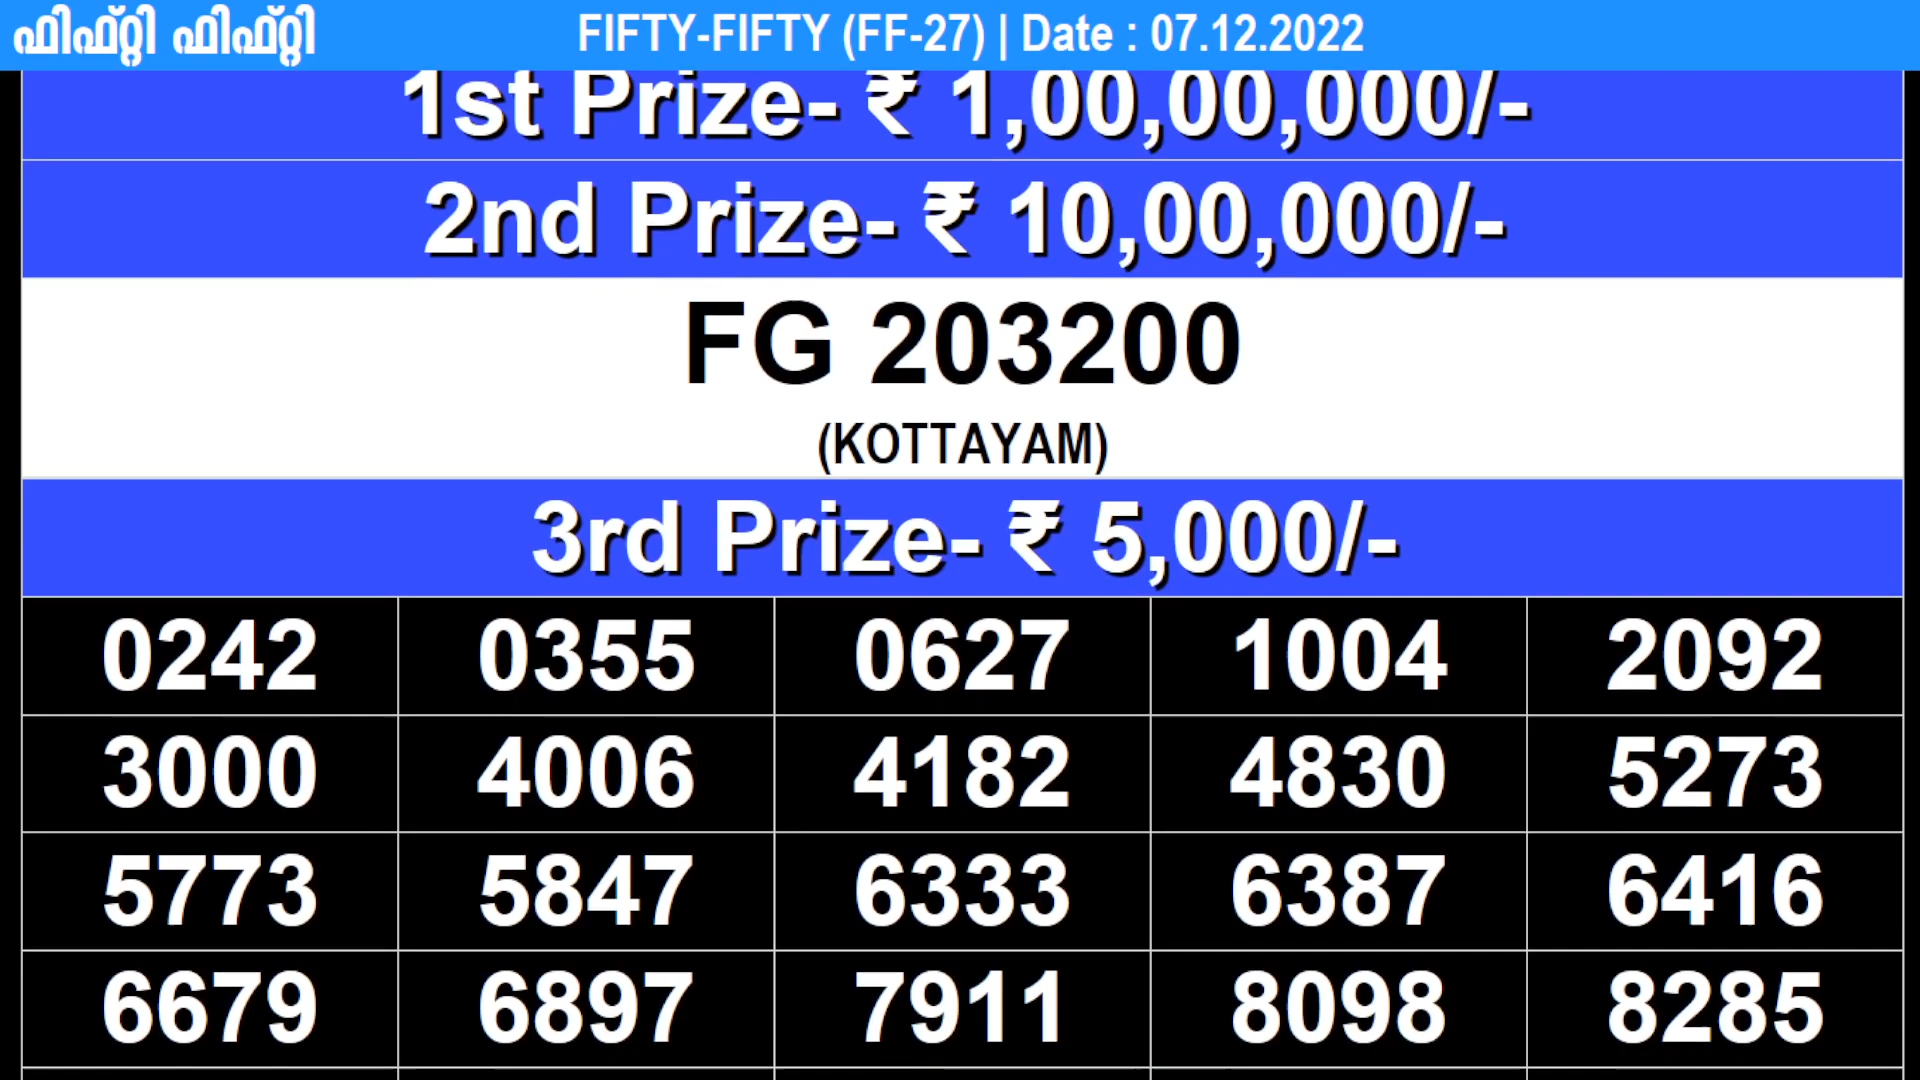 ഫിഫ്റ്റി ഫിഫ്റ്റി FIFTY-FIFTY (FF-27) | Date : 07.12.2022
1st Prize- ₹ 1,00,00,000/-
2nd Prize- ₹ 10,00,000/-
FG 203200
(KOTTAYAM)
3rd Prize- ₹ 5,000/-
0242 0355 0627 1004 2092
3000 4006 4182 4830 5273
5773 5847 6333 6387 6416
6679 6897 7911 8098 8285